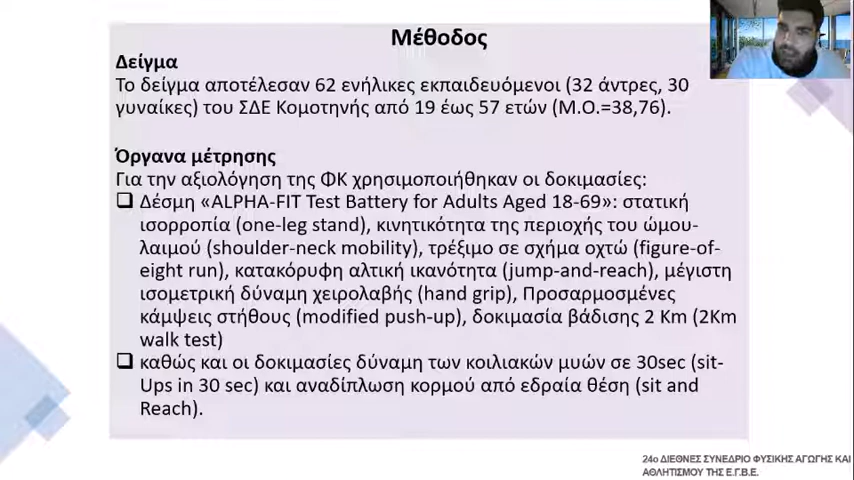 Μέθοδος
Δείγμα
Το δείγμα αποτέλεσαν 62 ενήλικες εκπαιδευόμενοι (32 άντρες, 30
γυναίκες) του ΣΔΕ Κομοτηνής από 19 έως 57 ετών (Μ.Ο.=38,76).
Όργανα μέτρησης
Για την αξιολόγηση της ΦΚ χρησιμοποιήθηκαν οι δοκιμασίες:
❑ Δέσμη «ALPHA-FIT Test Battery for Adults Aged 18-69»: στατική
ισορροπία (one-leg stand), κινητικότητα της περιοχής του ώμου-
λαιμού (shoulder-neck mobility), τρέξιμο σε σχήμα οχτώ (figure-of-
eight run), κατακόρυφη αλτική ικανότητα (jump-and-reach), μέγιστη
ισομετρική δύναμη χειρολαβής (hand grip), Προσαρμοσμένες
κάμψεις στήθους (modified push-up), δοκιμασία βάδισης 2 Km (2Km
walk test)
❑ καθώς και οι δοκιμασίες δύναμη των κοιλιακών μυών σε 30sec (sit-
Ups in 30 sec) και αναδίπλωση κορμού από εδραία θέση (sit and
Reach).
24ο ΔΙΕΘΝΕΣ ΣΥΝΕΔΡΙΟ ΦΥΣΙΚΗΣ ΑΓΩΓΗΣ ΚΑΙ
ΑΘΛΗΤΙΣΜΟΥ ΤΗΣ Ε.Γ.Β.Ε.